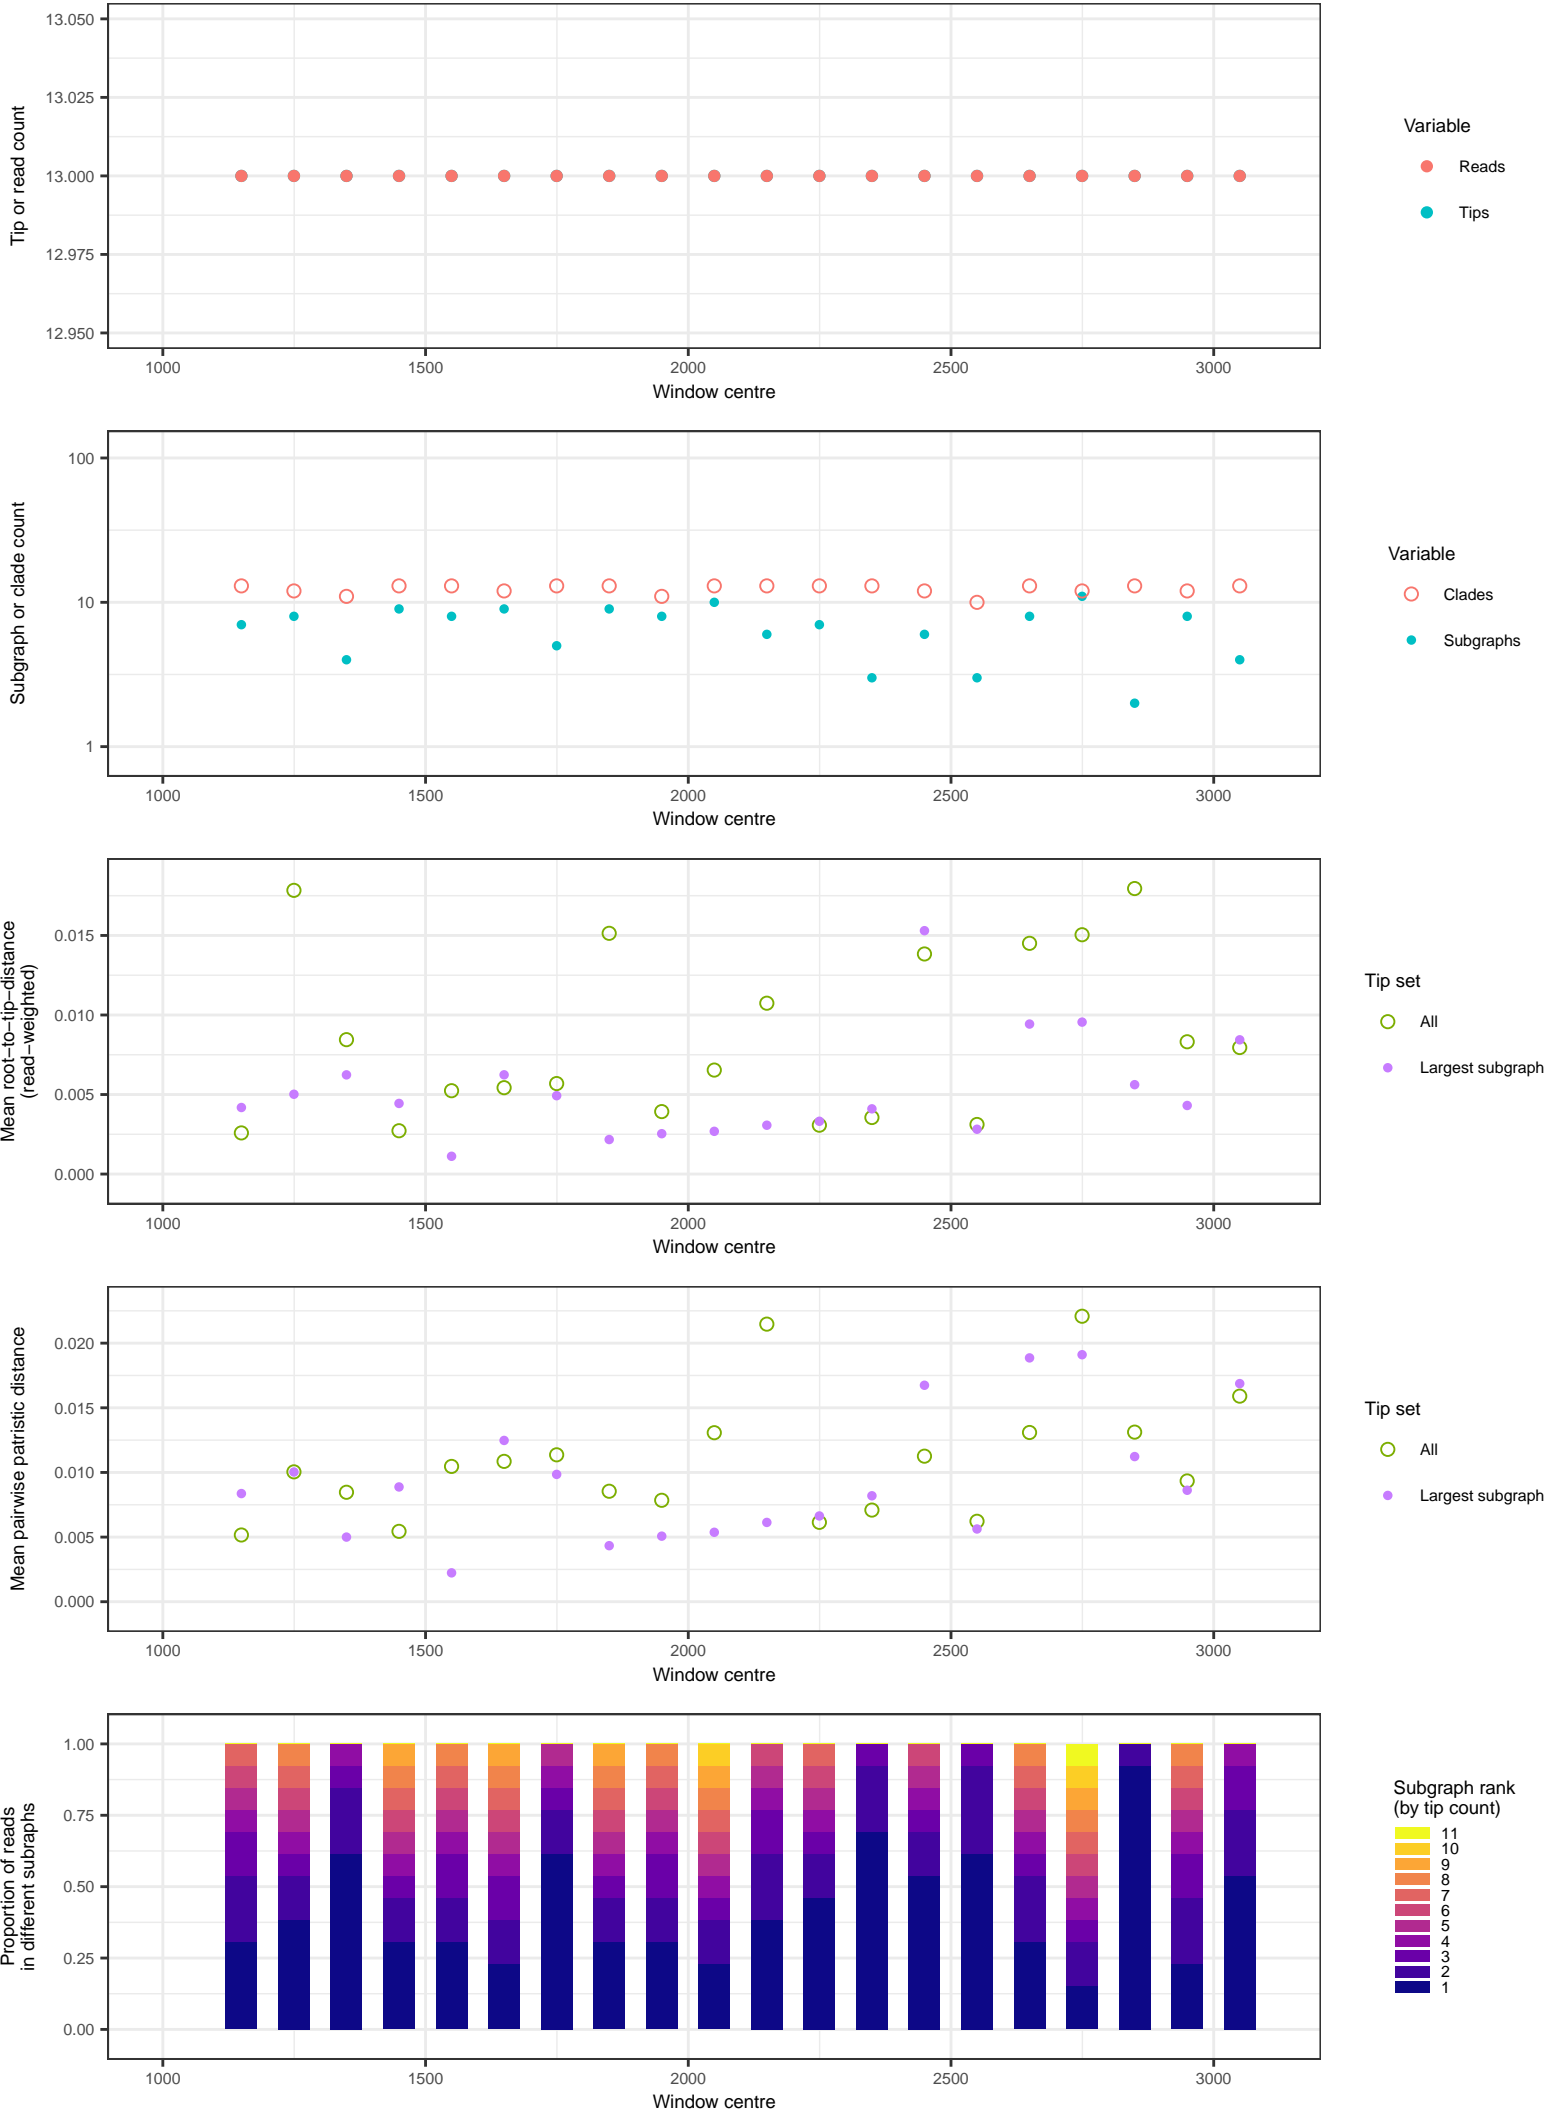 13.050
13.025
13.000
12.975
12.950
Tip or read count
1000 1500 2000 2500 3000
Window centre
Variable
Reads
Tips
100
10
1
Subgraph or clade count
1000 1500 2000 2500 3000
Window centre
Variable
Clades
Subgraphs
0.015
0.010
0.005
0.000
Mean root−to−tip−distance
(read−weighted)
1000 1500 2000 2500 3000
Window centre
Tip set
All
Largest subgraph
0.020
0.015
0.010
0.005
0.000
Mean pairwise patristic distance
1000 1500 2000 2500 3000
Window centre
Tip set
All
Largest subgraph
1.00
0.75
0.50
0.25
0.00
Proportion of reads
in different subraphs
1000 1500 2000 2500 3000
Window centre
Subgraph rank
(by tip count)
11
10
9
8
7
6
5
4
3
2
1